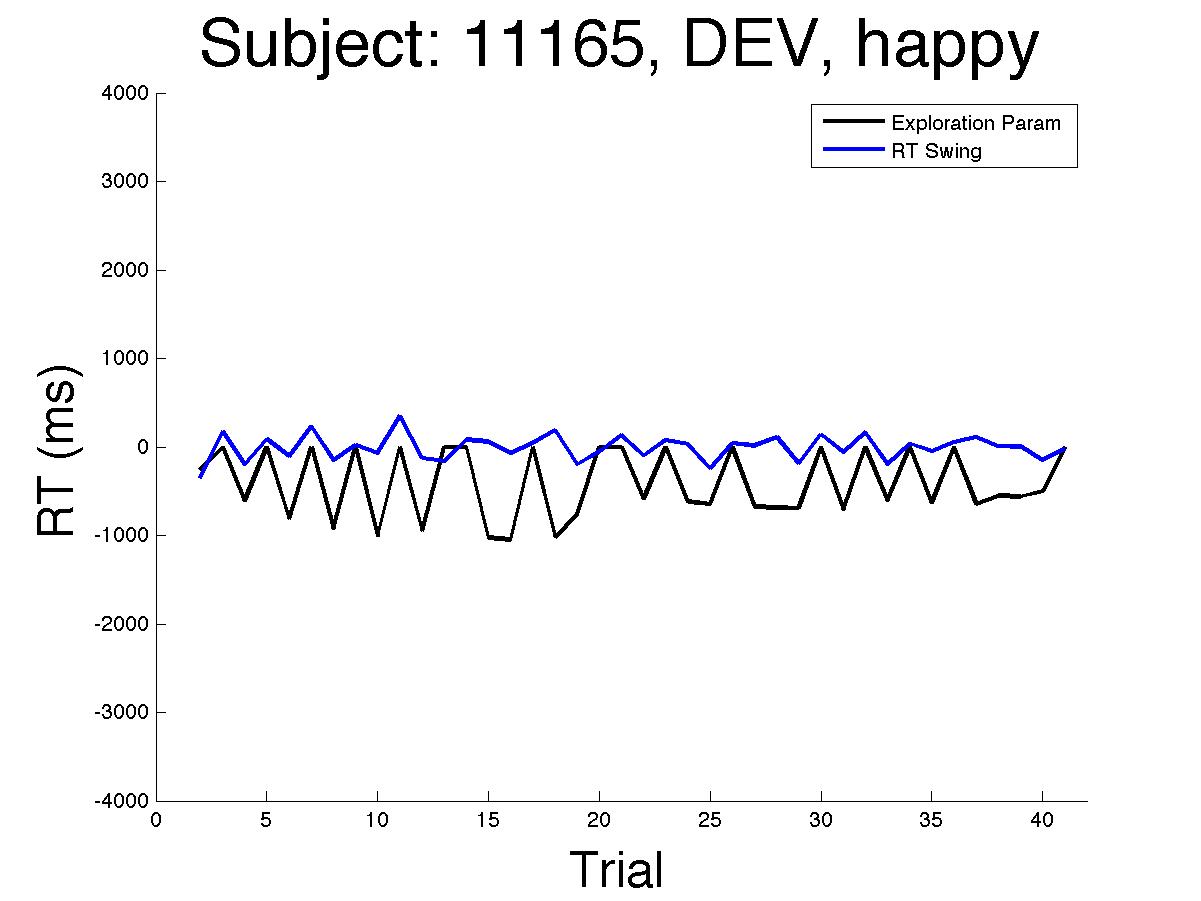 Subject: 11165, DEV, happy
Exploration Param
RT Swing
4000
3000
2000
1000
0
-1000
-2000
-3000
-4000
RT (ms)
0 5 10 15 20 25 30 35 40
Trial